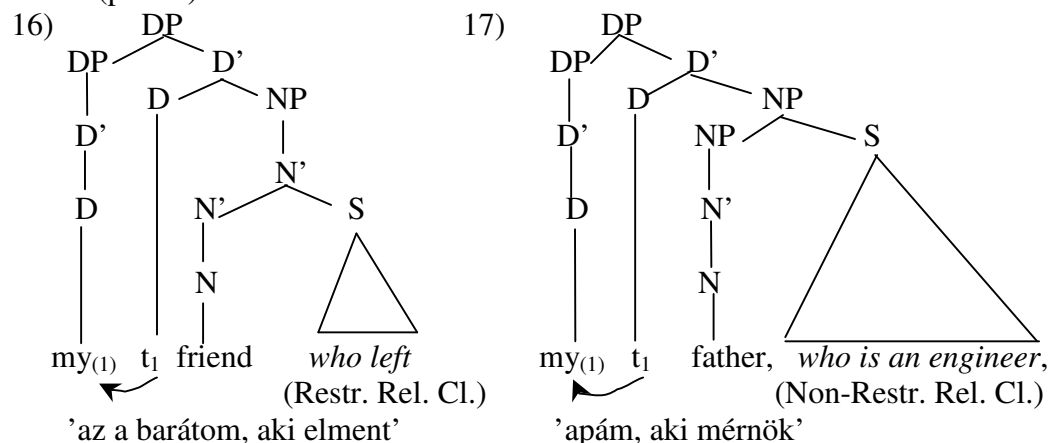 16) DP 17) DP
DP D' DP D'
D NP D NP
D' D' NP S
N'
D N' S D N'
N N
my(1) t1 friend who left my(1) t1 father, who is an engineer,
(Restr. Rel. Cl.) (Non-Restr. Rel. Cl.)
'az a barátom, aki elment' 'apám, aki mérnök'